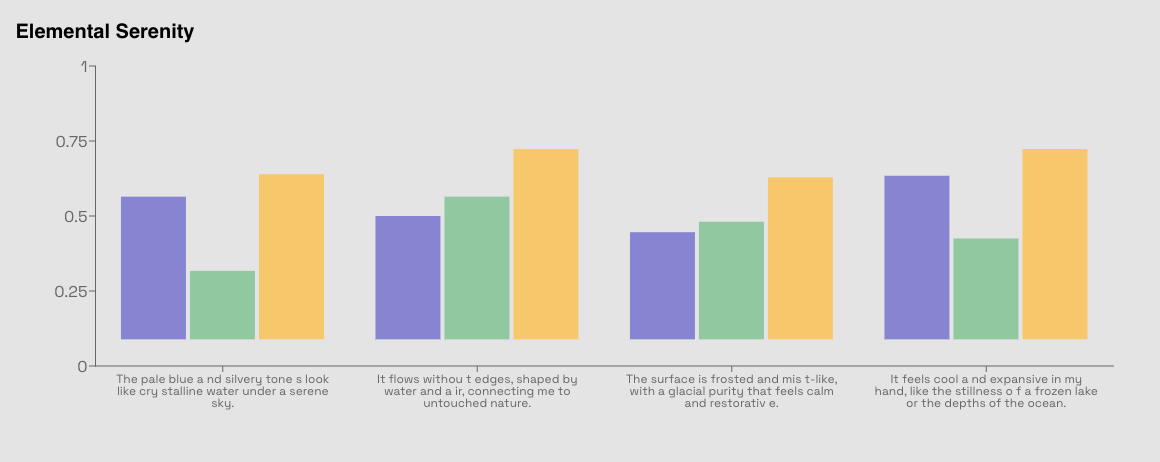 Elemental Serenity
1
0.75
0.5
0.25
0
The pale blue a nd silvery tone s look
like cry stalline water under a serene
sky.
It flows withou t edges, shaped by
water and a ir, connecting me to
untouched nature.
The surface is frosted and mis t-like,
with a glacial purity that feels calm
and restorativ e.
It feels cool a nd expansive in my
hand, like the stillness o f a frozen lake
or the depths of the ocean.